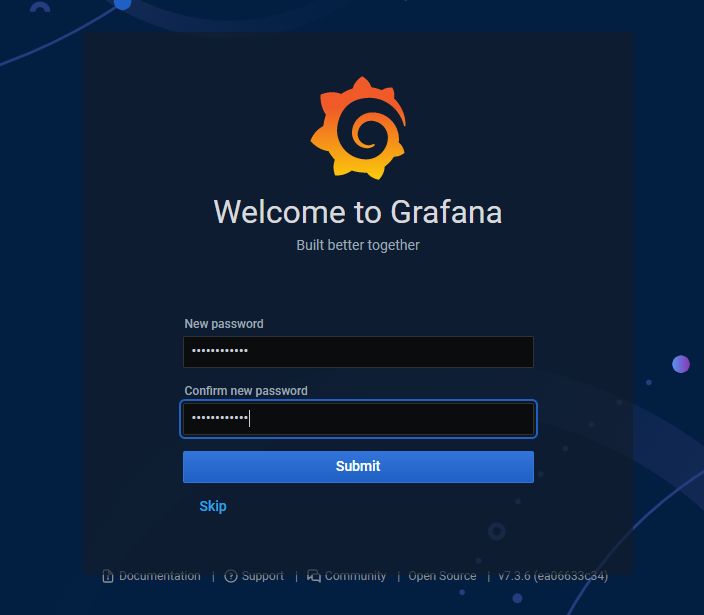 Welcome to Grafana
Built better together
New password
••••••••••••
Confirm new password
••••••••••••
Submit
Skip
Documentation | Support | Community | Open Source | v7.3.6 (ea06633c34)